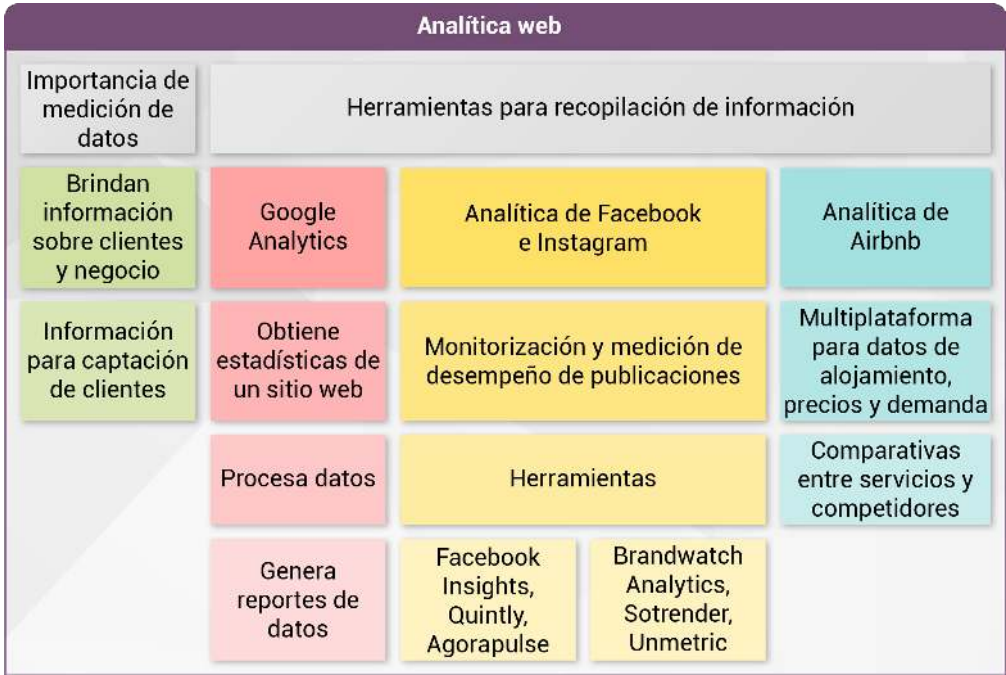 Analítica web
Importancia de
medición de
datos
Herramientas para recopilación de información
Brindan
información
sobre clientes
y negocio
Google
Analytics
Analítica de Facebook
e Instagram
Analítica de
Airbnb
Información
para captación
de clientes
Obtiene
estadísticas de
un sitio web
Monitorización y medición de
desempeño de publicaciones
Multiplataforma
para datos de
alojamiento,
precios y demanda
Procesa datos
Herramientas
Comparativas
entre servicios y
competidores
Genera
reportes de
datos
Facebook
Insights,
Quintly,
Agorapulse
Brandwatch
Analytics,
Sotrender,
Unmetric